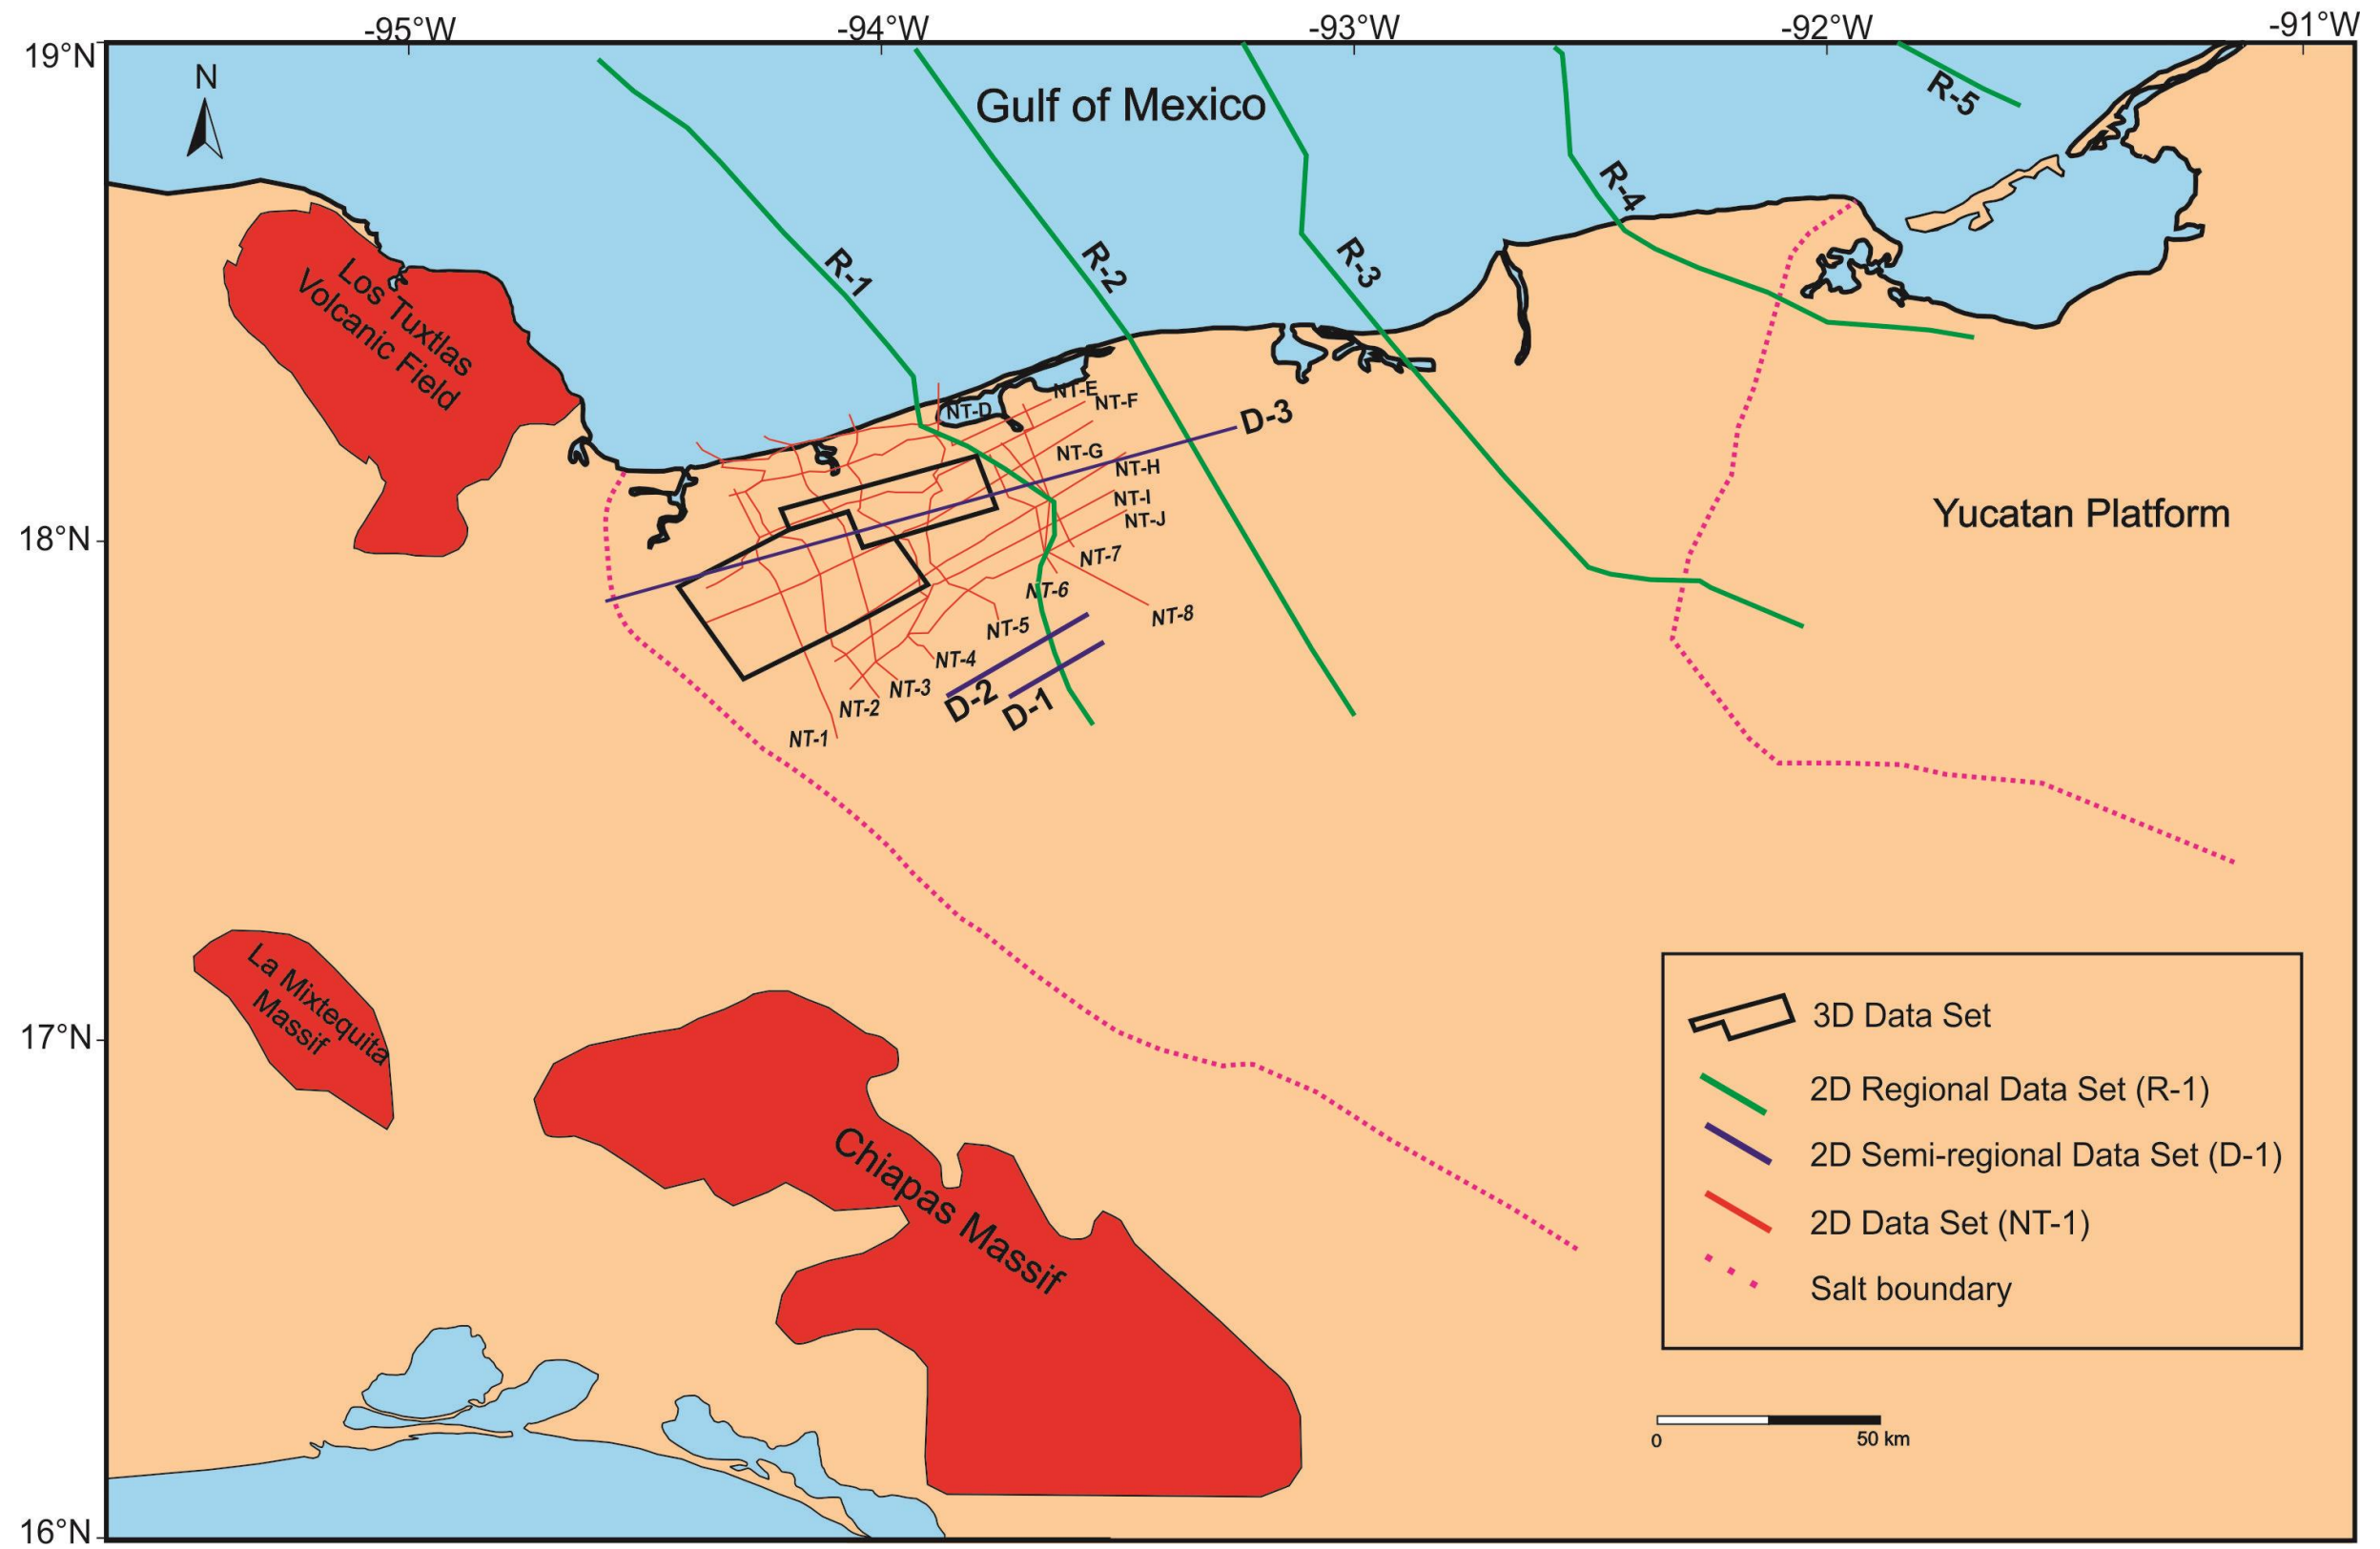 -95°W
-94°W
-93°W
-92°W
-91°W
19°N
N
Gulf of Mexico
R-5
R-4
R-1
R-2
R-3
Los Tuxtlas
Volcanic Field
NT-E
NT-F
NT-D
D-3
NT-G
NT-H
NT-I
NT-J
Yucatan Platform
18°N
NT-7
NT-6
NT-8
NT-5
NT-4
NT-3
D-2
D-1
NT-2
NT-1
La Mixtequita
Massif
17°N
3D Data Set
2D Regional Data Set (R-1)
2D Semi-regional Data Set (D-1)
2D Data Set (NT-1)
Salt boundary
Chiapas Massif
0
50 km
16°N